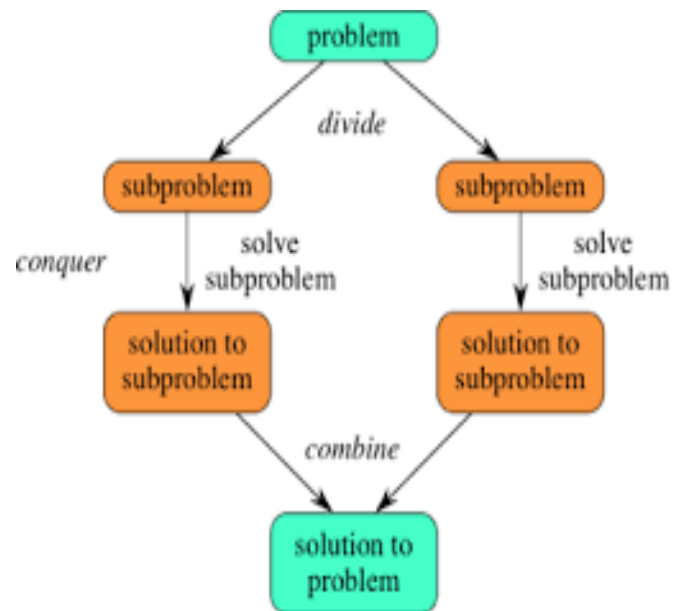 problem
divide
subproblem
subproblem
conquer
solve
subproblem
solve
subproblem
solution to
subproblem
solution to
subproblem
combine
solution to
problem